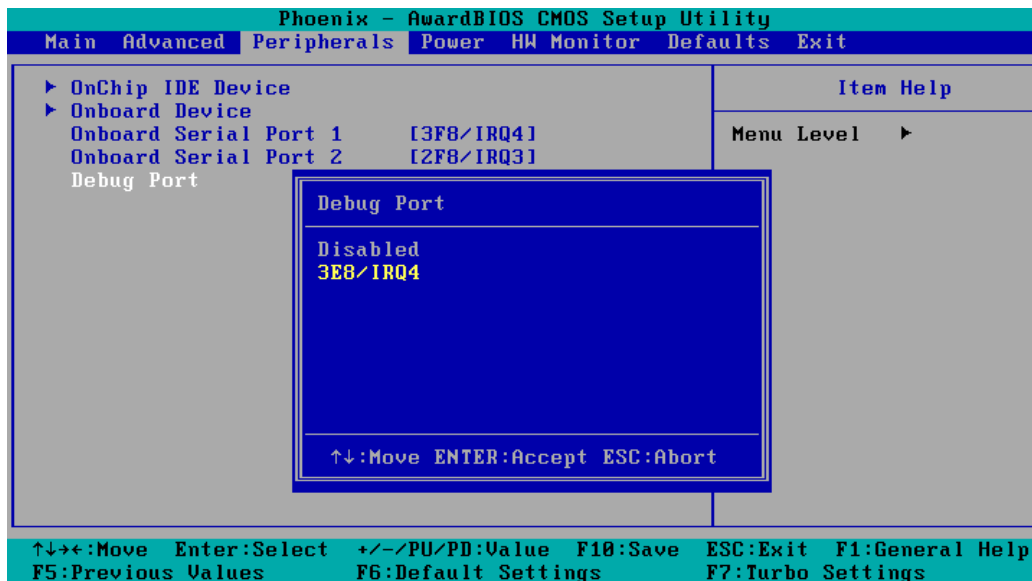 Phoenix - AwardBIOS CMOS Setup Utility
Main Advanced Peripherals Power HW Monitor Defaults Exit
▶ OnChip IDE Device
▶ Onboard Device
Onboard Serial Port 1 [3F8/IRQ4]
Onboard Serial Port 2 [2F8/IRQ3]
Debug Port
Item Help
Menu Level ▶
Debug Port
Disabled
3E8/IRQ4
↑↓:Move ENTER:Accept ESC:Abort
↑↓→←:Move Enter:Select +/-/PU/PD:Value F10:Save ESC:Exit F1:General Help
F5:Previous Values F6:Default Settings F7:Turbo Settings